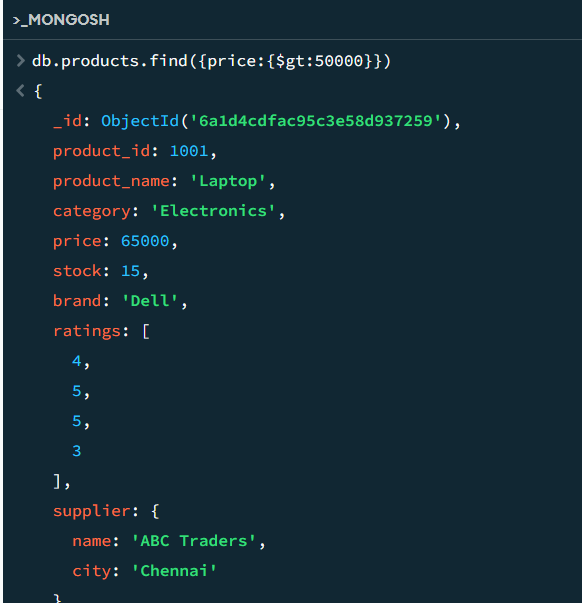 >_MONGOSH
> db.products.find({price:{$gt:50000}})
< {
_id: ObjectId('6a1d4cdfac95c3e58d937259'),
product_id: 1001,
product_name: 'Laptop',
category: 'Electronics',
price: 65000,
stock: 15,
brand: 'Dell',
ratings: [
4,
5,
5,
3
],
supplier: {
name: 'ABC Traders',
city: 'Chennai'
}